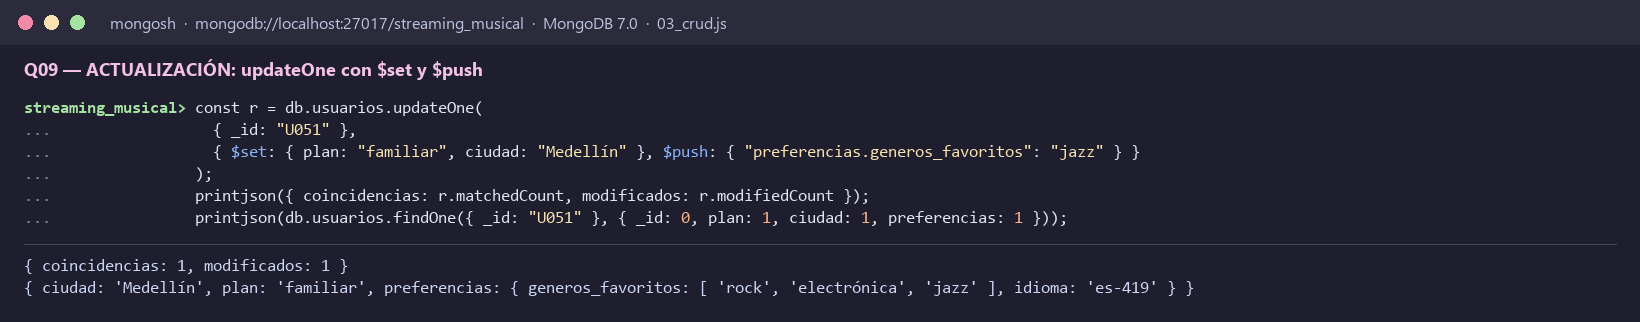 mongosh · mongodb://localhost:27017/streaming_musical · MongoDB 7.0 · 03_crud.js
Q09 — ACTUALIZACIÓN: updateOne con $set y $push
streaming_musical> const r = db.usuarios.updateOne(
... { _id: "U051" },
... { $set: { plan: "familiar", ciudad: "Medellín" }, $push: { "preferencias.generos_favoritos": "jazz" } }
... );
... printjson({ coincidencias: r.matchedCount, modificados: r.modifiedCount });
... printjson(db.usuarios.findOne({ _id: "U051" }, { _id: 0, plan: 1, ciudad: 1, preferencias: 1 }));
{ coincidencias: 1, modificados: 1 }
{ ciudad: 'Medellín', plan: 'familiar', preferencias: { generos_favoritos: [ 'rock', 'electrónica', 'jazz' ], idioma: 'es-419' } }